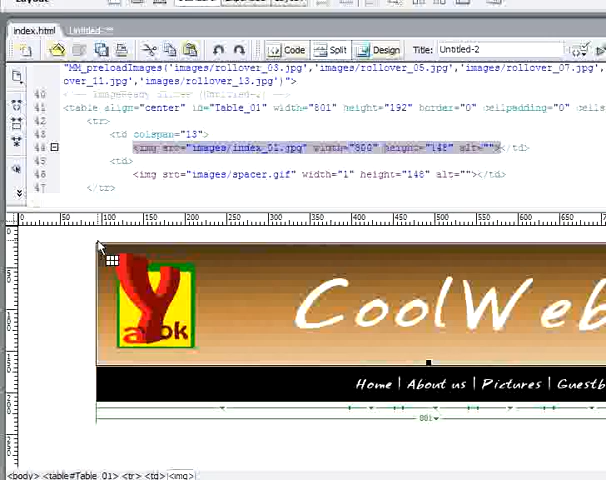 index.html Untitled-
Code Split Design Title: Untitled-2
"MM_preloadImages('images/rollover_03.jpg','images/rollover_05.jpg','images/rollover_07.jpg',
over_11.jpg','images/rollover_13.jpg')">
40
41 <table align="center" id="Table_01" width="801" height="192" border="0" cellpadding="0" cells
42 <tr>
43 <td colspan="13">
44 <img src="images/index_01.jpg" width="800" height="148" alt=""></td>
45 <td>
46 <img src="images/spacer.gif" width="1" height="148" alt=""></td>
47 </tr>
0 50 100 150 200 250 300 350 400 450 500 550 600 650 700
CoolWeb
Y
a ok
Home | About us | Pictures | Guestb
801
<body> <table#Table_01> <tr> <td> <img>